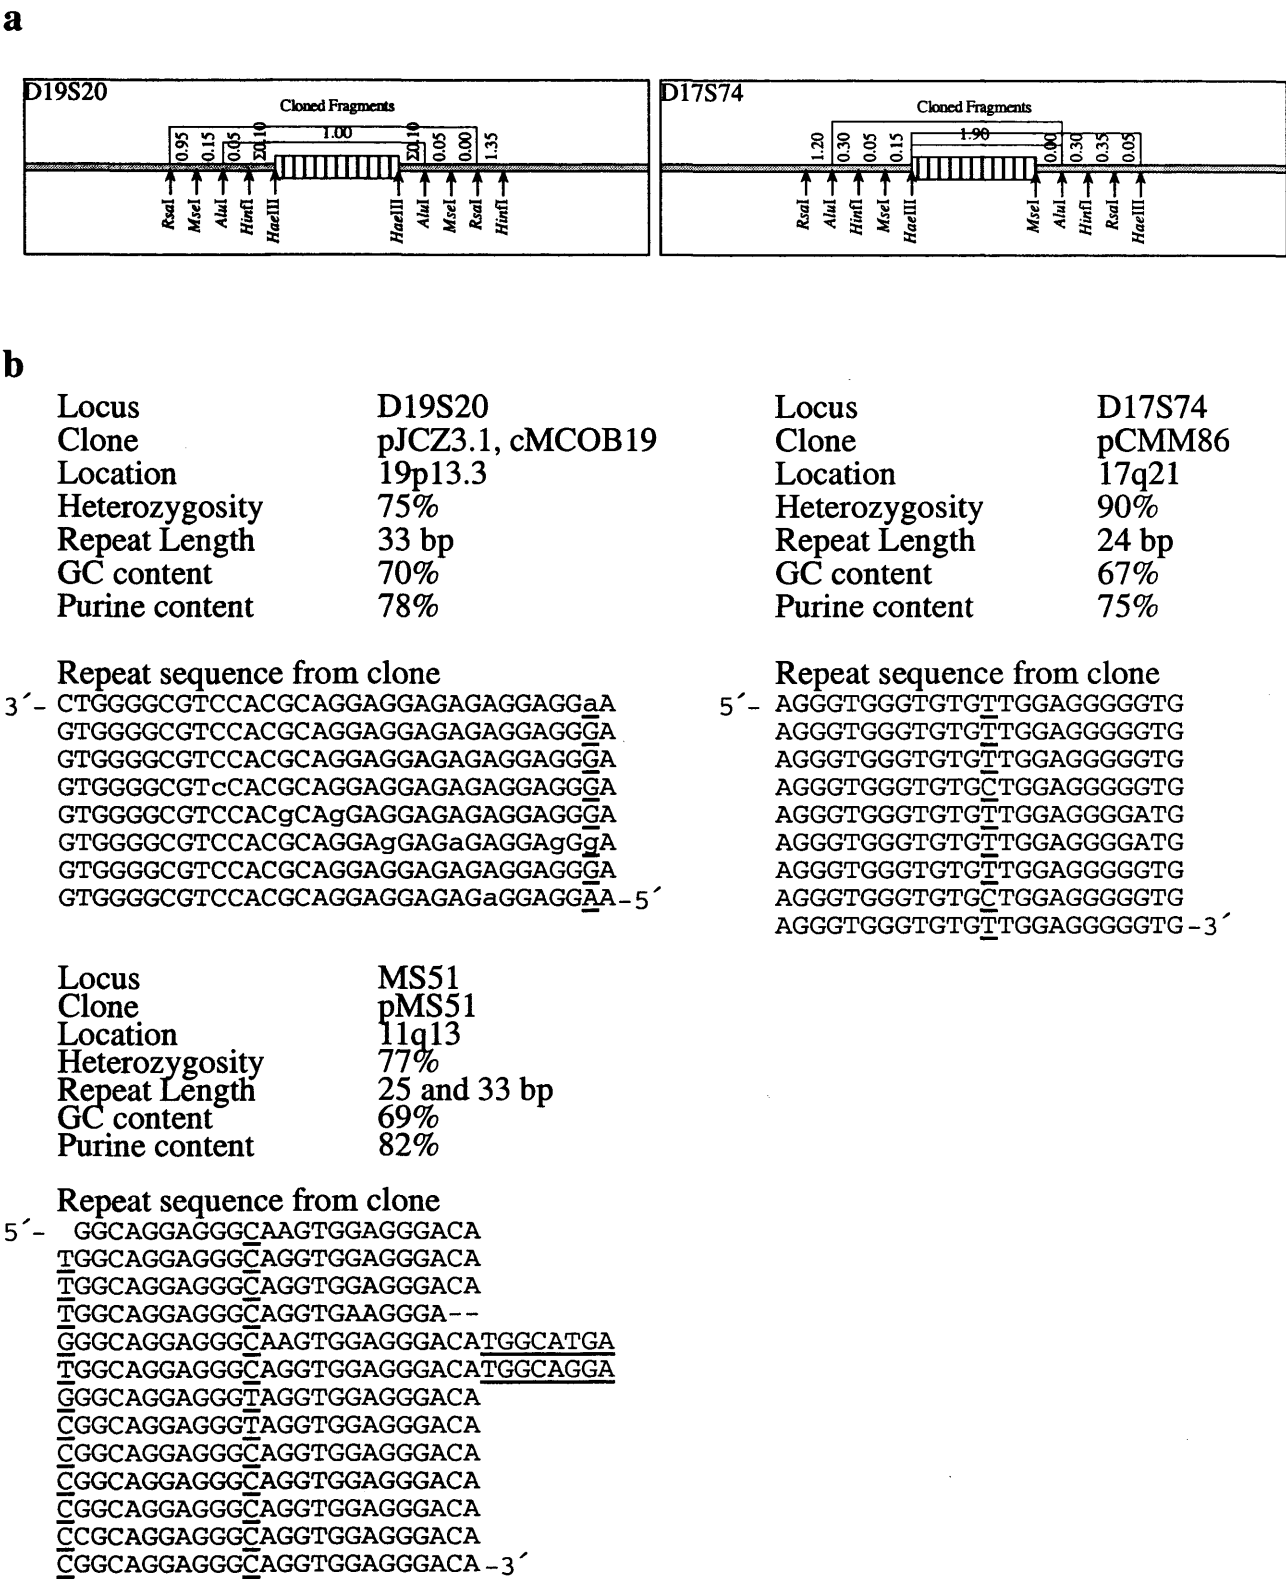 a
D19S20
Cloned Fragments
0.95 0.15 0.05 Σ0.10 1.00 Σ0.10 0.05 0.00 1.35
RsaI MseI AluI HinfI HaeIII HaeIII AluI MseI RsaI HinfI
D17S74
Cloned Fragments
1.20 0.30 0.05 0.15 1.90 0.00 0.30 0.35 0.05
RsaI AluI HinfI MseI HaeIII MseI AluI HinfI RsaI HaeIII
b
Locus D19S20
Clone pJCZ3.1, cMCOB19
Location 19p13.3
Heterozygosity 75%
Repeat Length 33 bp
GC content 70%
Purine content 78%
Repeat sequence from clone
3´- CTGGGGCGTCCACGCAGGAGGAGAGAGGAGGaA
GTGGGGCGTCCACGCAGGAGGAGAGAGGAGGGA
GTGGGGCGTCCACGCAGGAGGAGAGAGGAGGGA
GTGGGGCGTcCACGCAGGAGGAGAGAGGAGGGA
GTGGGGCGTCCACgCAgGAGGAGAGAGGAGGGA
GTGGGGCGTCCACGCAGGAgGAGaGAGGAgGgA
GTGGGGCGTCCACGCAGGAGGAGAGAGGAGGGA
GTGGGGCGTCCACGCAGGAGGAGAGaGGAGGAA-5´
Locus D17S74
Clone pCMM86
Location 17q21
Heterozygosity 90%
Repeat Length 24 bp
GC content 67%
Purine content 75%
Repeat sequence from clone
5´- AGGGTGGGTGTGTTGGAGGGGGTG
AGGGTGGGTGTGTTGGAGGGGGTG
AGGGTGGGTGTGTTGGAGGGGGTG
AGGGTGGGTGTGCTGGAGGGGGTG
AGGGTGGGTGTGTTGGAGGGGATG
AGGGTGGGTGTGTTGGAGGGGATG
AGGGTGGGTGTGTTGGAGGGGGTG
AGGGTGGGTGTGCTGGAGGGGGTG
AGGGTGGGTGTGTTGGAGGGGGTG-3´
Locus MS51
Clone pMS51
Location 11q13
Heterozygosity 77%
Repeat Length 25 and 33 bp
GC content 69%
Purine content 82%
Repeat sequence from clone
5´- GGCAGGAGGGCAAGTGGAGGGACA
TGGCAGGAGGGCAGGTGGAGGGACA
TGGCAGGAGGGCAGGTGGAGGGACA
TGGCAGGAGGGCAGGTGAAGGGA--
GGGCAGGAGGGCAAGTGGAGGGACATGGCATGA
TGGCAGGAGGGCAGGTGGAGGGACATGGCAGGA
GGGCAGGAGGGTAGGTGGAGGGACA
CGGCAGGAGGGTAGGTGGAGGGACA
CGGCAGGAGGGCAGGTGGAGGGACA
CGGCAGGAGGGCAGGTGGAGGGACA
CGGCAGGAGGGCAGGTGGAGGGACA
CCGCAGGAGGGCAGGTGGAGGGACA
CGGCAGGAGGGCAGGTGGAGGGACA-3´